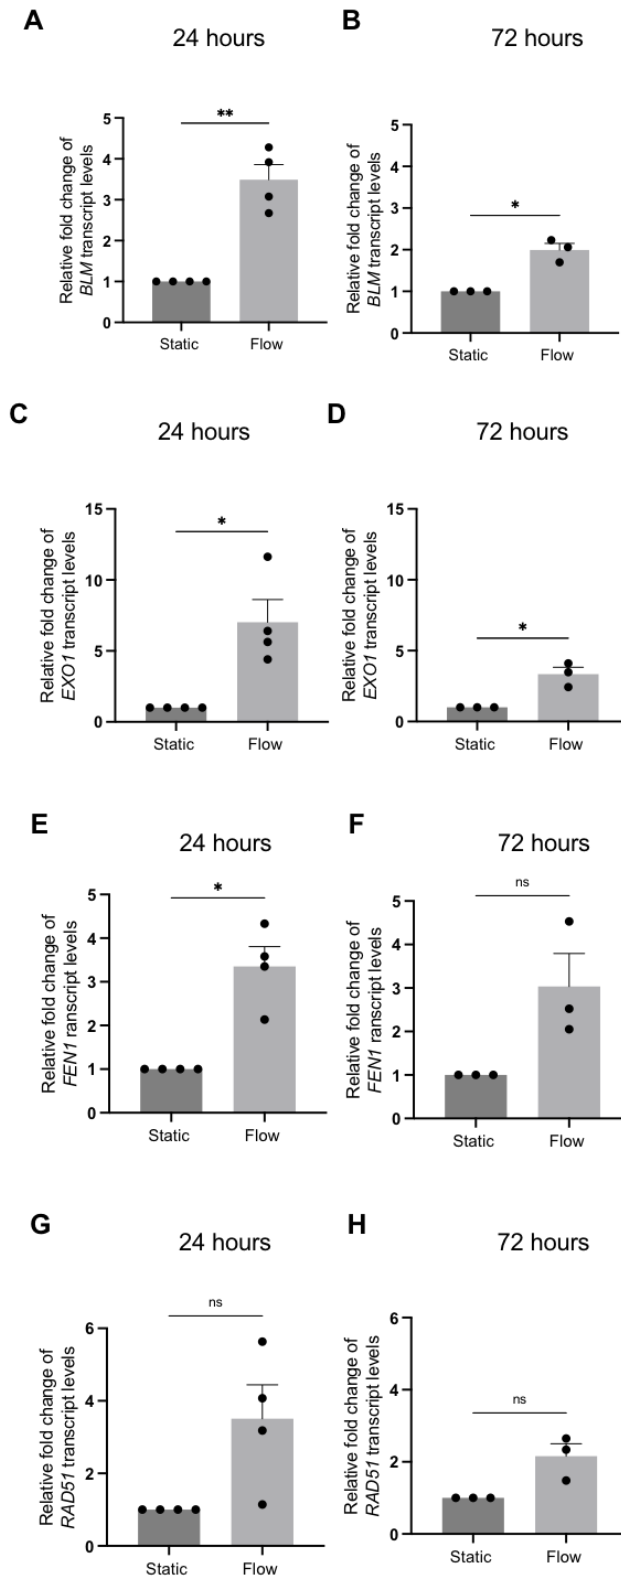 A
24 hours
Relative fold change of
BLM transcript levels
5
4
3
2
1
0
**
Static
Flow
B
72 hours
Relative fold change of
BLM transcript levels
5
4
3
2
1
0
*
Static
Flow
C
24 hours
Relative fold change of
EXO1 transcript levels
15
10
5
0
*
Static
Flow
D
72 hours
Relative fold change of
EXO1 transcript levels
15
10
5
0
*
Static
Flow
E
24 hours
Relative fold change of
FEN1 ranscript levels
5
4
3
2
1
0
*
Static
Flow
F
72 hours
Relative fold change of
FEN1 ranscript levels
5
4
3
2
1
0
ns
Static
Flow
G
24 hours
Relative fold change of
RAD51 transcript levels
6
4
2
0
ns
Static
Flow
H
72 hours
Relative fold change of
RAD51 transcript levels
6
4
2
0
ns
Static
Flow